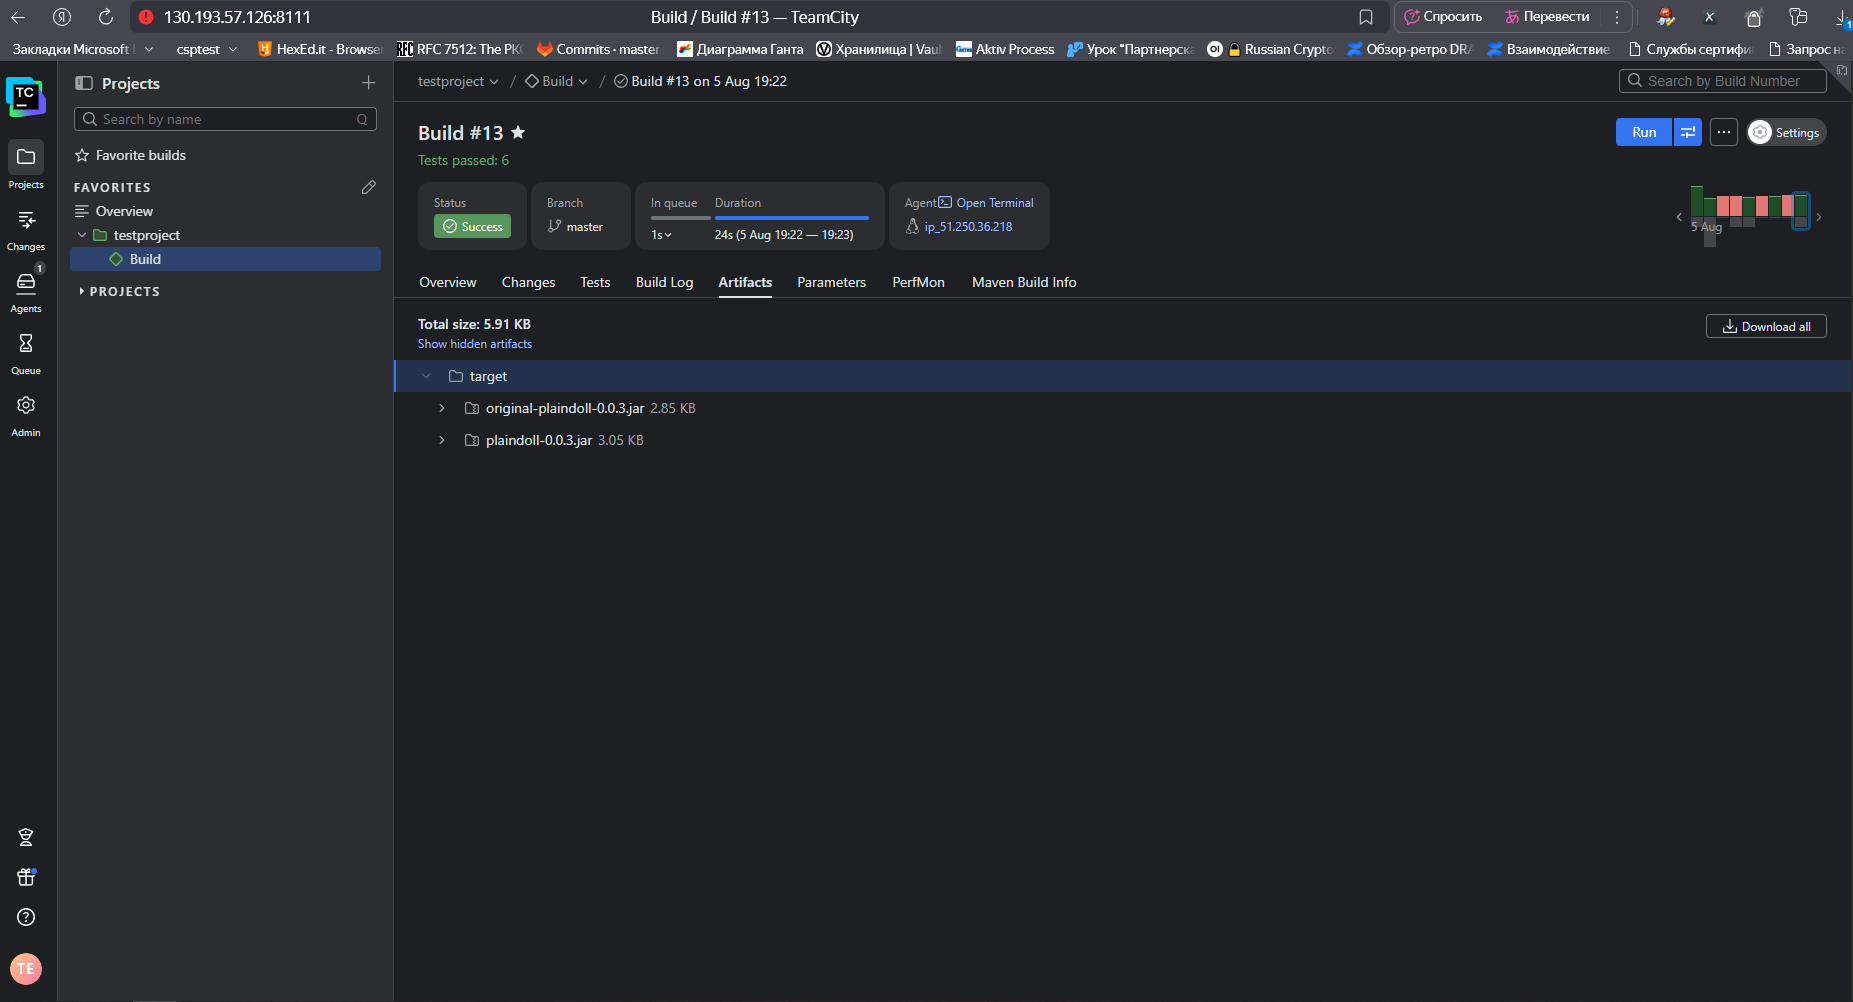 130.193.57.126:8111
Build / Build #13 — TeamCity
Спросить
Перевести
1
Закладки Microsoft
csptest
HexEd.it - Browser
RFC 7512: The PK
Commits · master
Диаграмма Ганта
Хранилища | Vaul
Aktiv Process
Урок "Партнерска
Russian Crypto
Обзор-ретро DRA
Взаимодействие
Службы сертифи
Запрос на
TC
Projects
Search by name
Q
Favorite builds
FAVORITES
Overview
testproject
Build
PROJECTS
Projects
Changes
1
Agents
Queue
Admin
TE
testproject / Build / Build #13 on 5 Aug 19:22
Search by Build Number
Build #13
Run
Settings
Tests passed: 6
Status
Success
Branch
master
In queue
1s
Duration
24s (5 Aug 19:22 — 19:23)
Agent
Open Terminal
ip_51.250.36.218
5 Aug
Overview
Changes
Tests
Build Log
Artifacts
Parameters
PerfMon
Maven Build Info
Total size: 5.91 KB
Show hidden artifacts
Download all
target
original-plaindoll-0.0.3.jar 2.85 KB
plaindoll-0.0.3.jar 3.05 KB